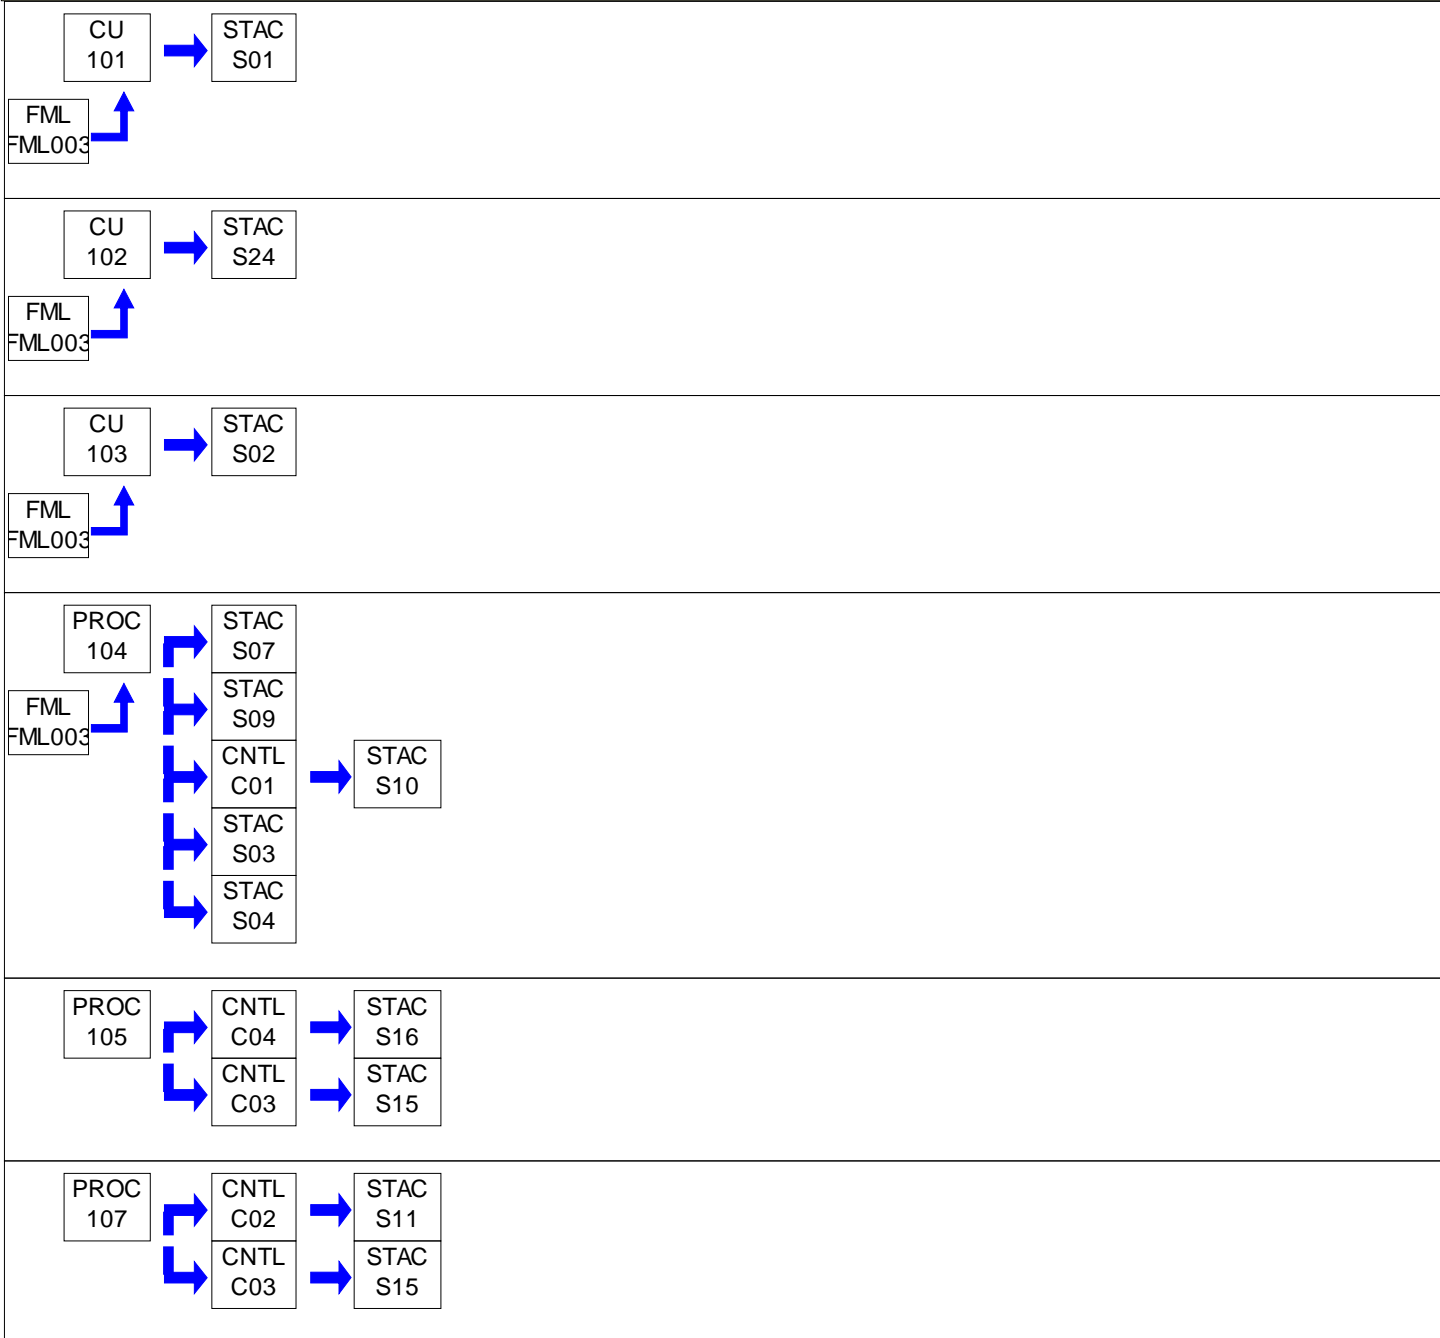 CU
101
STAC
S01
FML
FML003
CU
102
STAC
S24
FML
FML003
CU
103
STAC
S02
FML
FML003
PROC
104
STAC
S07
FML
FML003
STAC
S09
CNTL
C01
STAC
S10
STAC
S03
STAC
S04
PROC
105
CNTL
C04
STAC
S16
CNTL
C03
STAC
S15
PROC
107
CNTL
C02
STAC
S11
CNTL
C03
STAC
S15